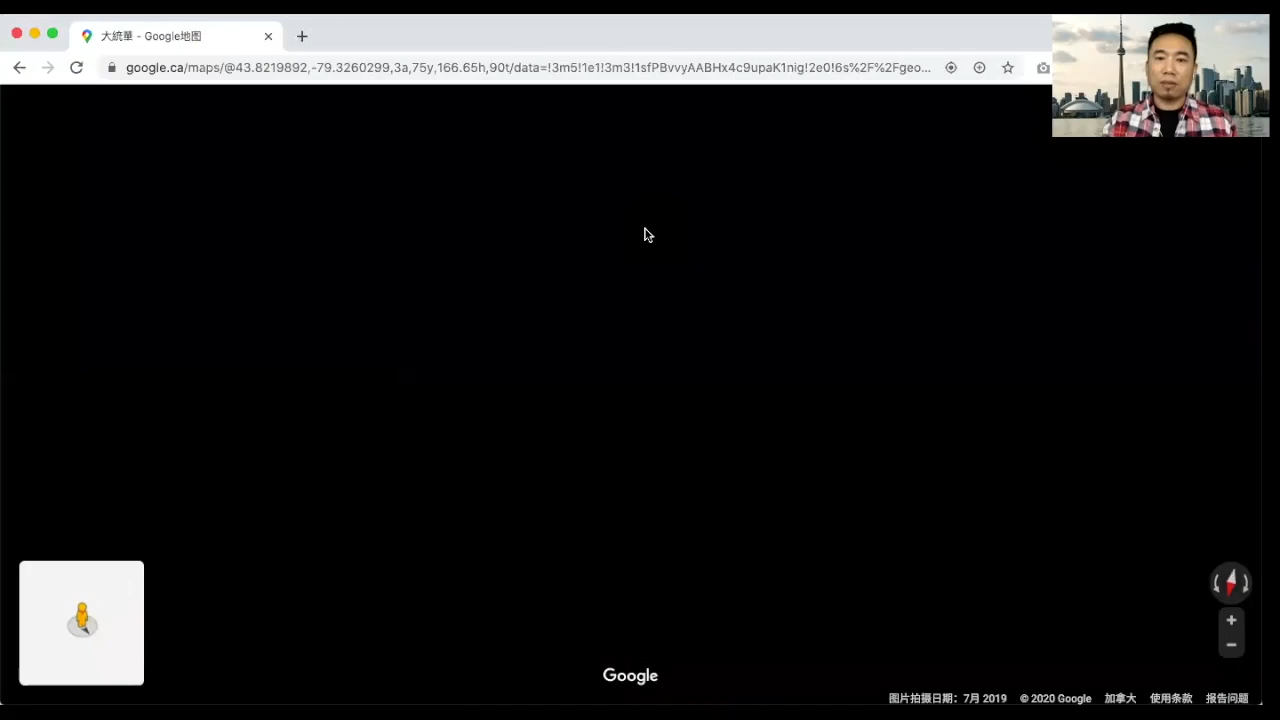 大統華 - Google地图
google.ca/maps/@43.8219892,-79.3260299,3a,75y,166.65h,90t/data=!3m5!1e1!3m3!1sfPBvvyAABHx4c9upaK1nig!2e0!6s%2F%2Fgeo...
Google
图片拍摄日期：7月 2019 © 2020 Google 加拿大 使用条款 报告问题